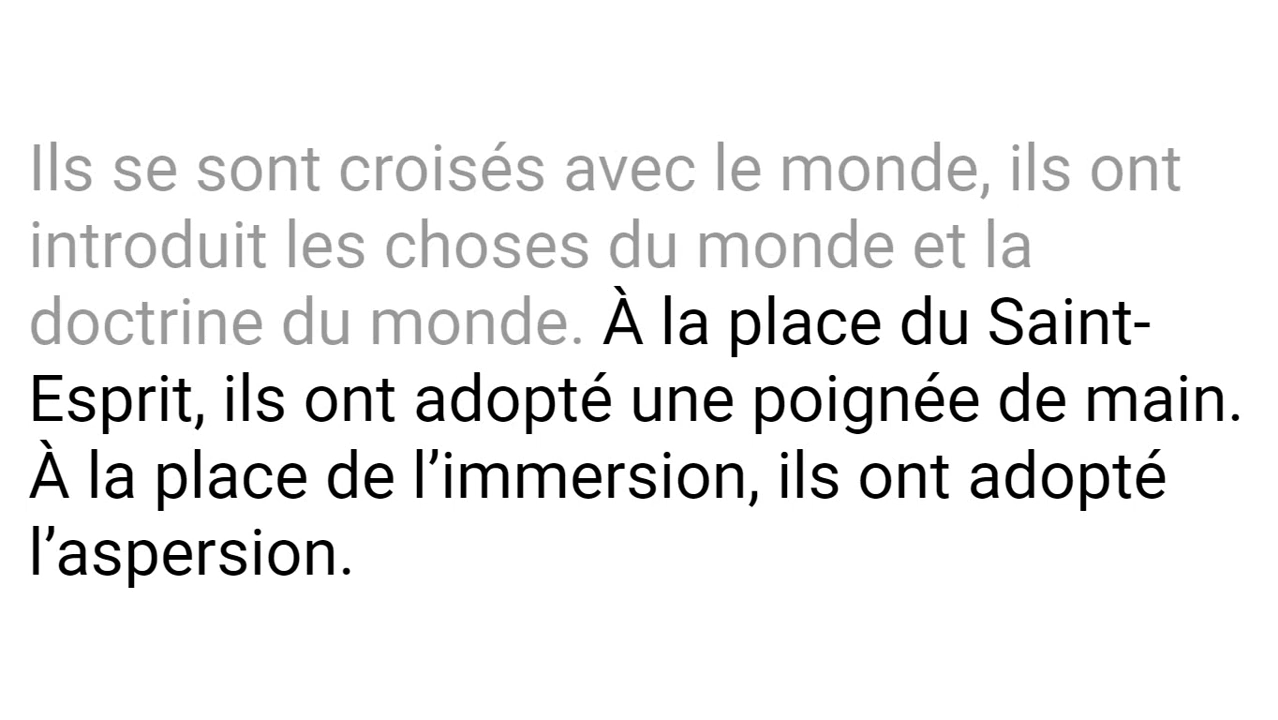 Ils se sont croisés avec le monde, ils ont
introduit les choses du monde et la
doctrine du monde. À la place du Saint-
Esprit, ils ont adopté une poignée de main.
À la place de l’immersion, ils ont adopté
l’aspersion.